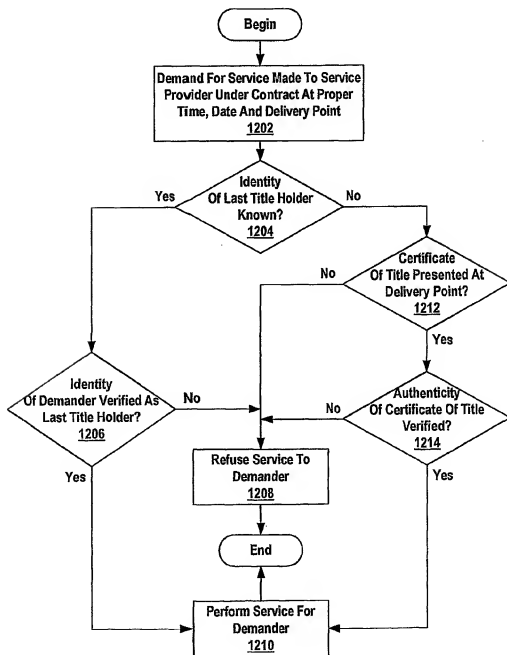 Begin
Demand For Service Made To Service
Provider Under Contract At Proper
Time, Date And Delivery Point
1202
Identity
Of Last Title Holder
Known?
1204
Yes
No
Certificate
Of Title Presented At
Delivery Point?
1212
No
Yes
Identity
Of Demander Verified As
Last Title Holder?
1206
No
Yes
Authenticity
Of Certificate Of Title
Verified?
1214
No
Yes
Refuse Service To
Demander
1208
End
Perform Service For
Demander
1210